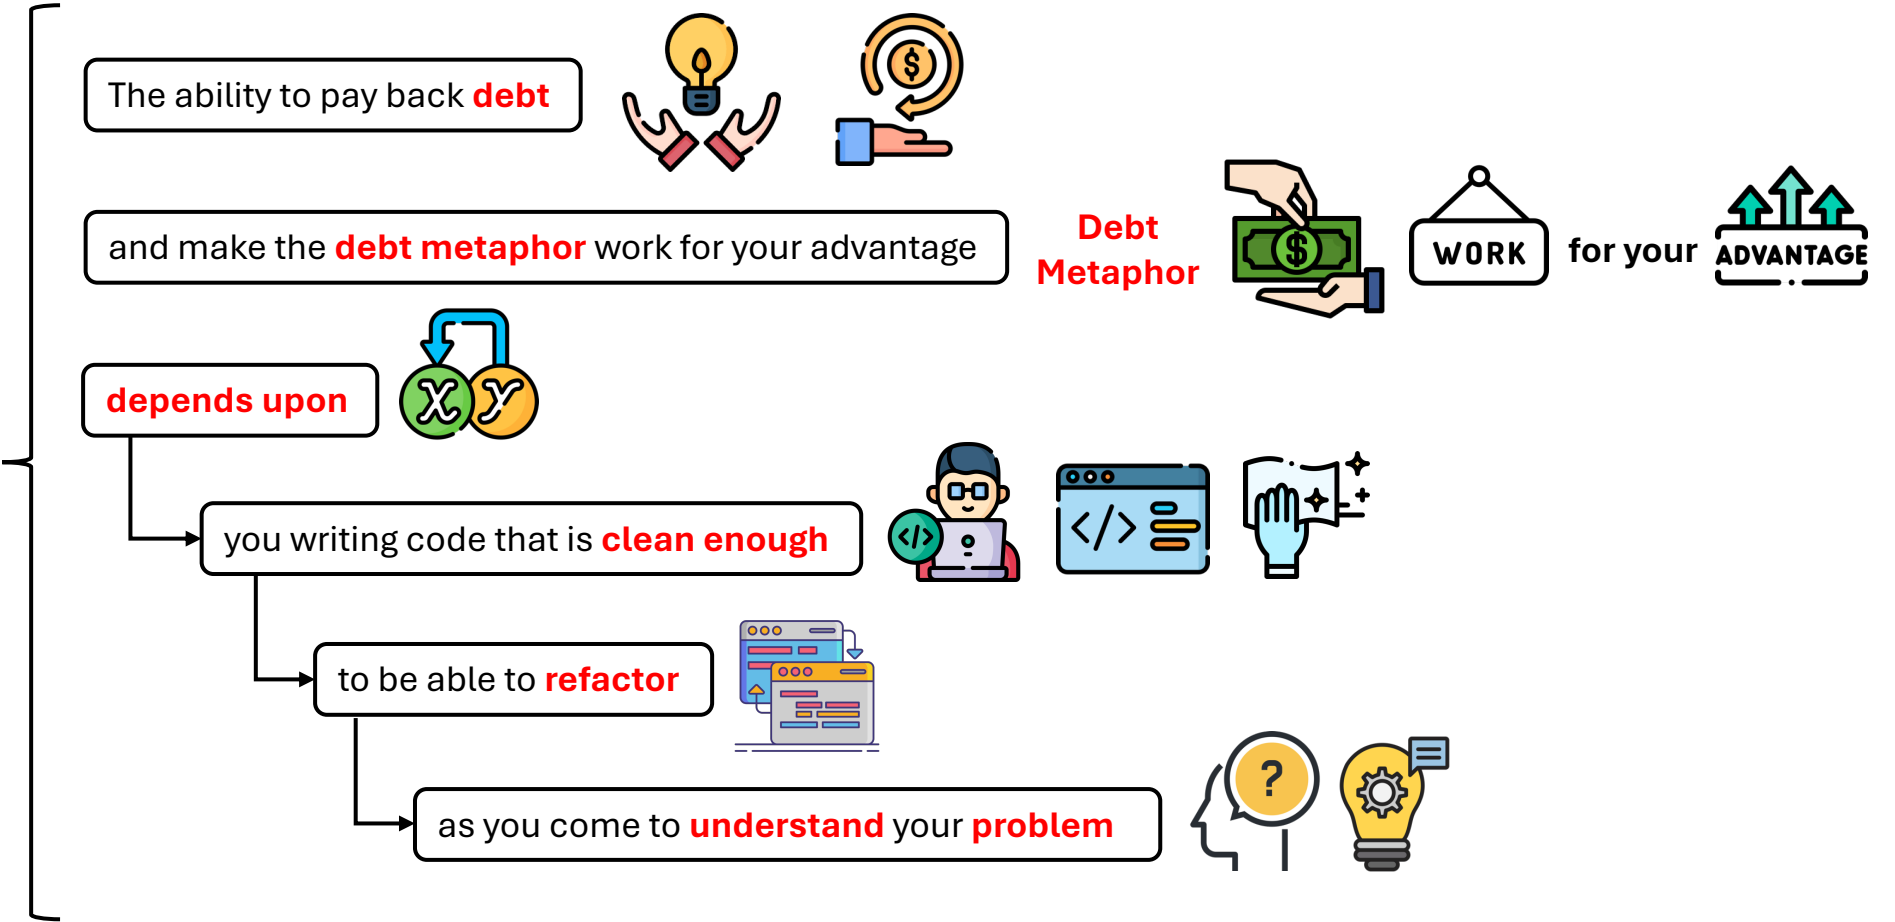 The ability to pay back debt
and make the debt metaphor work for your advantage
Debt
Metaphor
$
$
WORK
for your
ADVANTAGE
depends upon
X y
you writing code that is clean enough
</>
</>
to be able to refactor
as you come to understand your problem
?